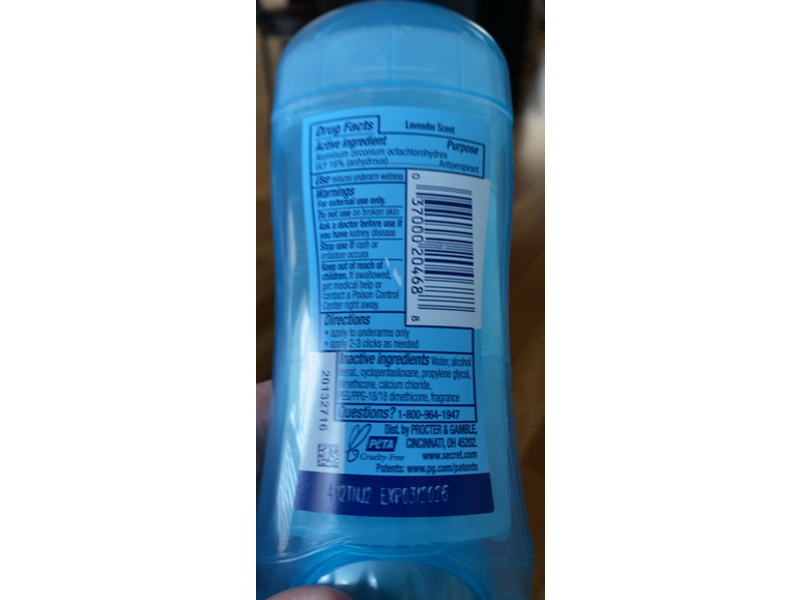 Drug Facts
Lavender Scent
Active Ingredient Purpose
Aluminum zirconium octachlorohydrex
GLY 16% (anhydrous) Antiperspirant
Use reduces underarm wetness
Warnings
For external use only.
Do not use on broken skin
Ask a doctor before use if
you have kidney disease
Stop use if rash or
irritation occurs
Keep out of reach of
children. If swallowed,
get medical help or
contact a Poison Control
Center right away.
0 37000 20468 8
Directions
• apply to underarms only
• apply 2-3 clicks as needed
Inactive Ingredients Water, alcohol
denat., cyclopentasiloxane, propylene glycol,
dimethicone, calcium chloride,
PEG/PPG-18/18 dimethicone, fragrance
Questions? 1-800-964-1947
20132716
Dist. by PROCTER & GAMBLE,
CINCINNATI, OH 45202.
www.secret.com
Patents: www.pg.com/patents
PETA
Cruelty-Free
EXP03/2026